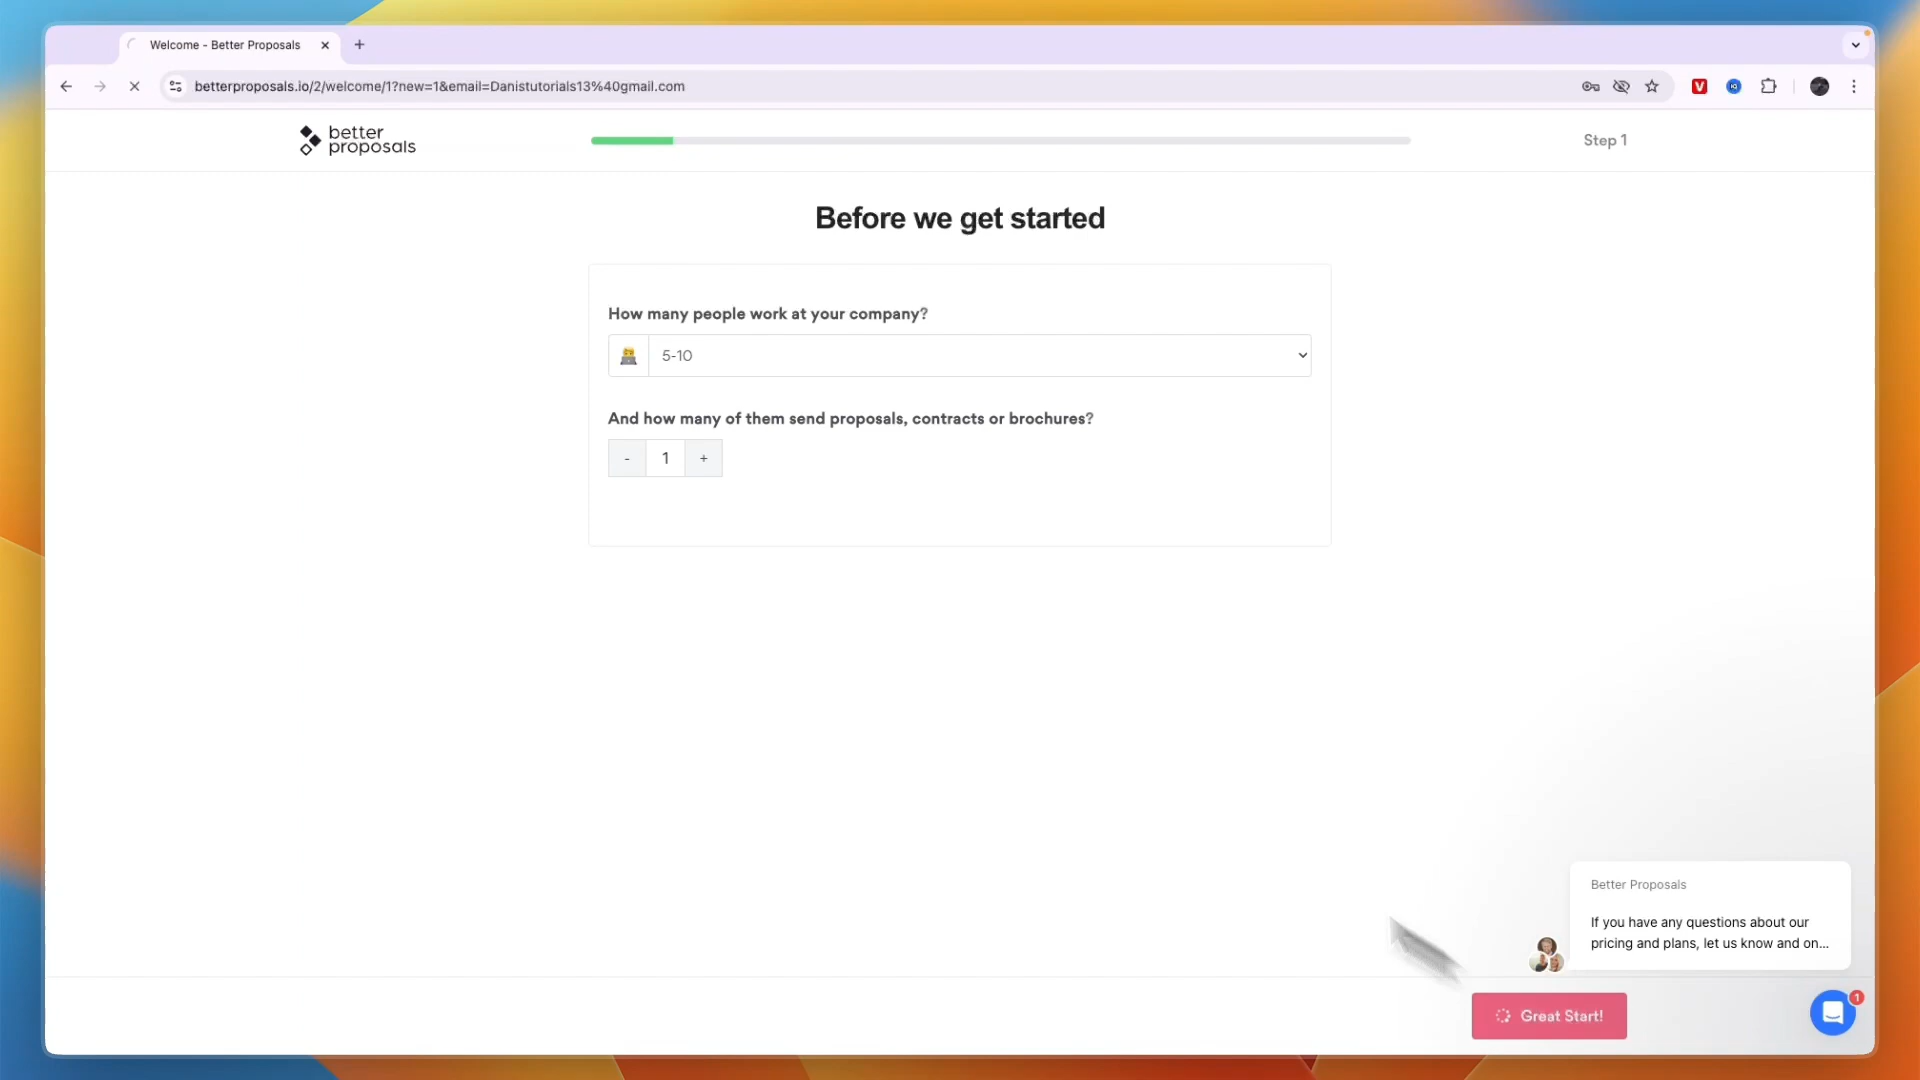 Welcome - Better Proposals
betterproposals.io/2/welcome/1?new=1&email=Danistutorials13%40gmail.com
better
proposals
Step 1
Before we get started
How many people work at your company?
5-10
And how many of them send proposals, contracts or brochures?
- 1 +
Better Proposals
If you have any questions about our
pricing and plans, let us know and on...
Great Start!
1